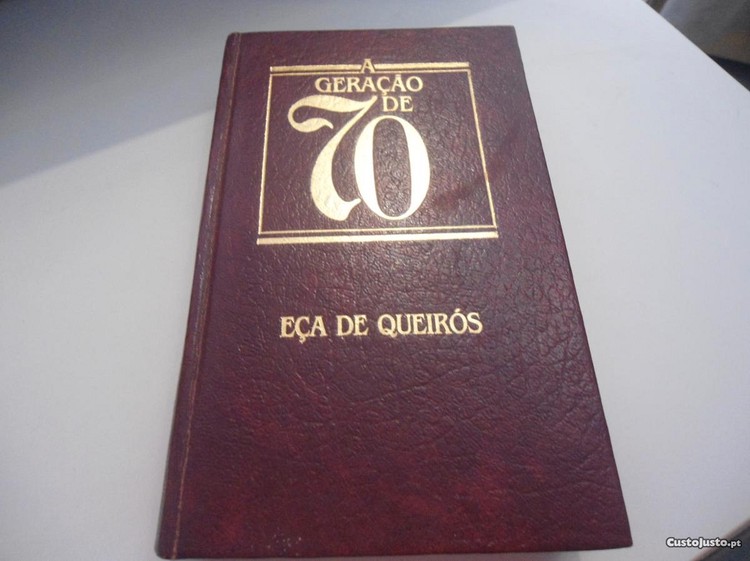 A
GERAÇÃO
DE
70
EÇA DE QUEIRÓS
CustoJusto.pt